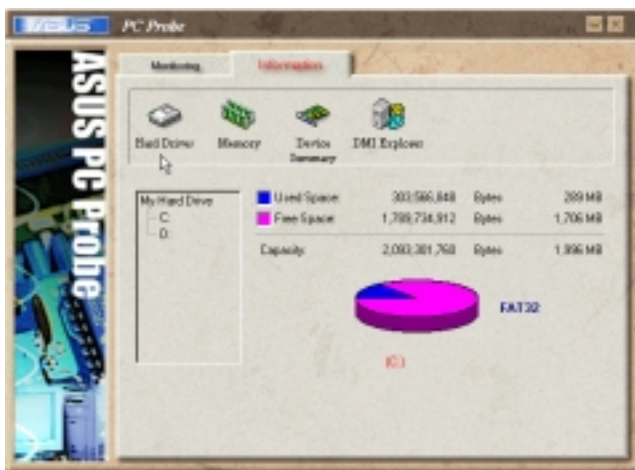 ASUS PC Probe
Monitoring Information
Hard Drives Memory Device Summary DMI Explorer
ASUS PC Probe
My Hard Drive
C:
D:
Used Space: 303,566,848 Bytes 289 MB
Free Space: 1,789,734,912 Bytes 1,706 MB
Capacity: 2,093,301,760 Bytes 1,996 MB
FAT32
(C:)